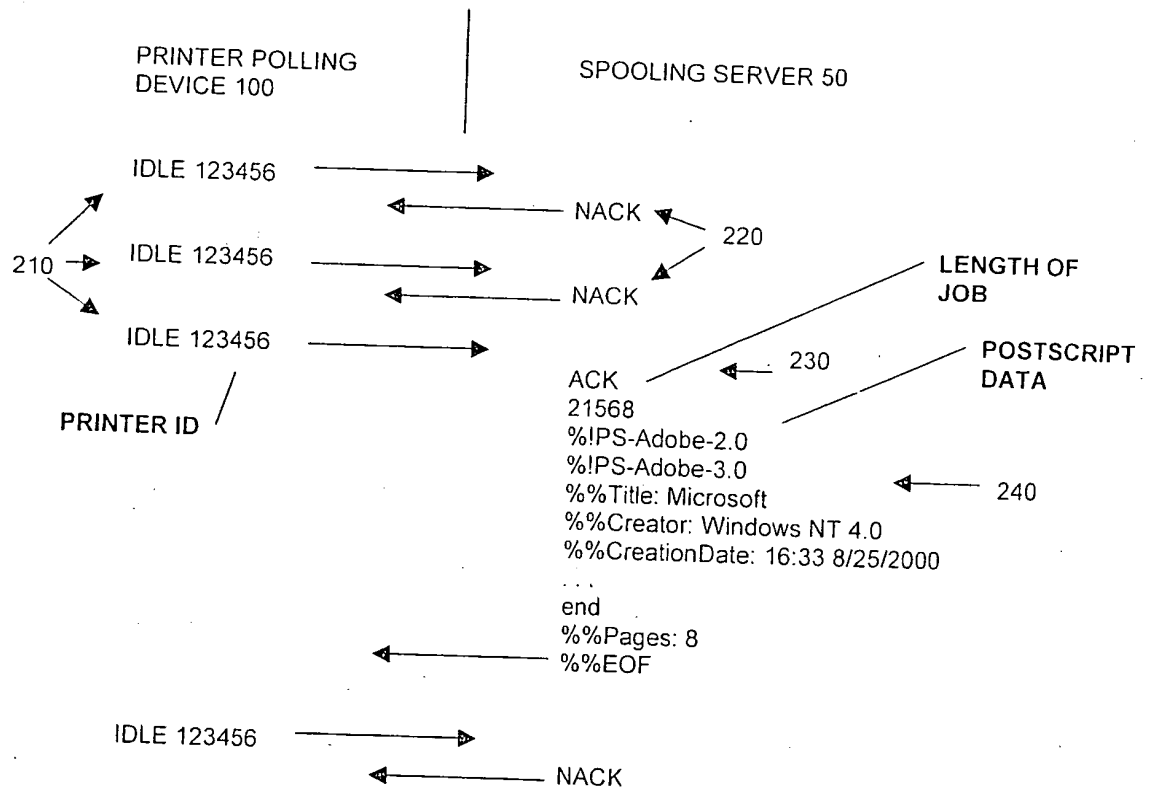 PRINTER POLLING
DEVICE 100
SPOOLING SERVER 50
IDLE 123456
NACK
220
210
IDLE 123456
NACK
LENGTH OF
JOB
IDLE 123456
230
POSTSCRIPT
DATA
PRINTER ID
ACK
21568
%!PS-Adobe-2.0
%!PS-Adobe-3.0
%%Title: Microsoft
240
%%Creator: Windows NT 4.0
%%CreationDate: 16:33 8/25/2000
. . .
end
%%Pages: 8
%%EOF
IDLE 123456
NACK